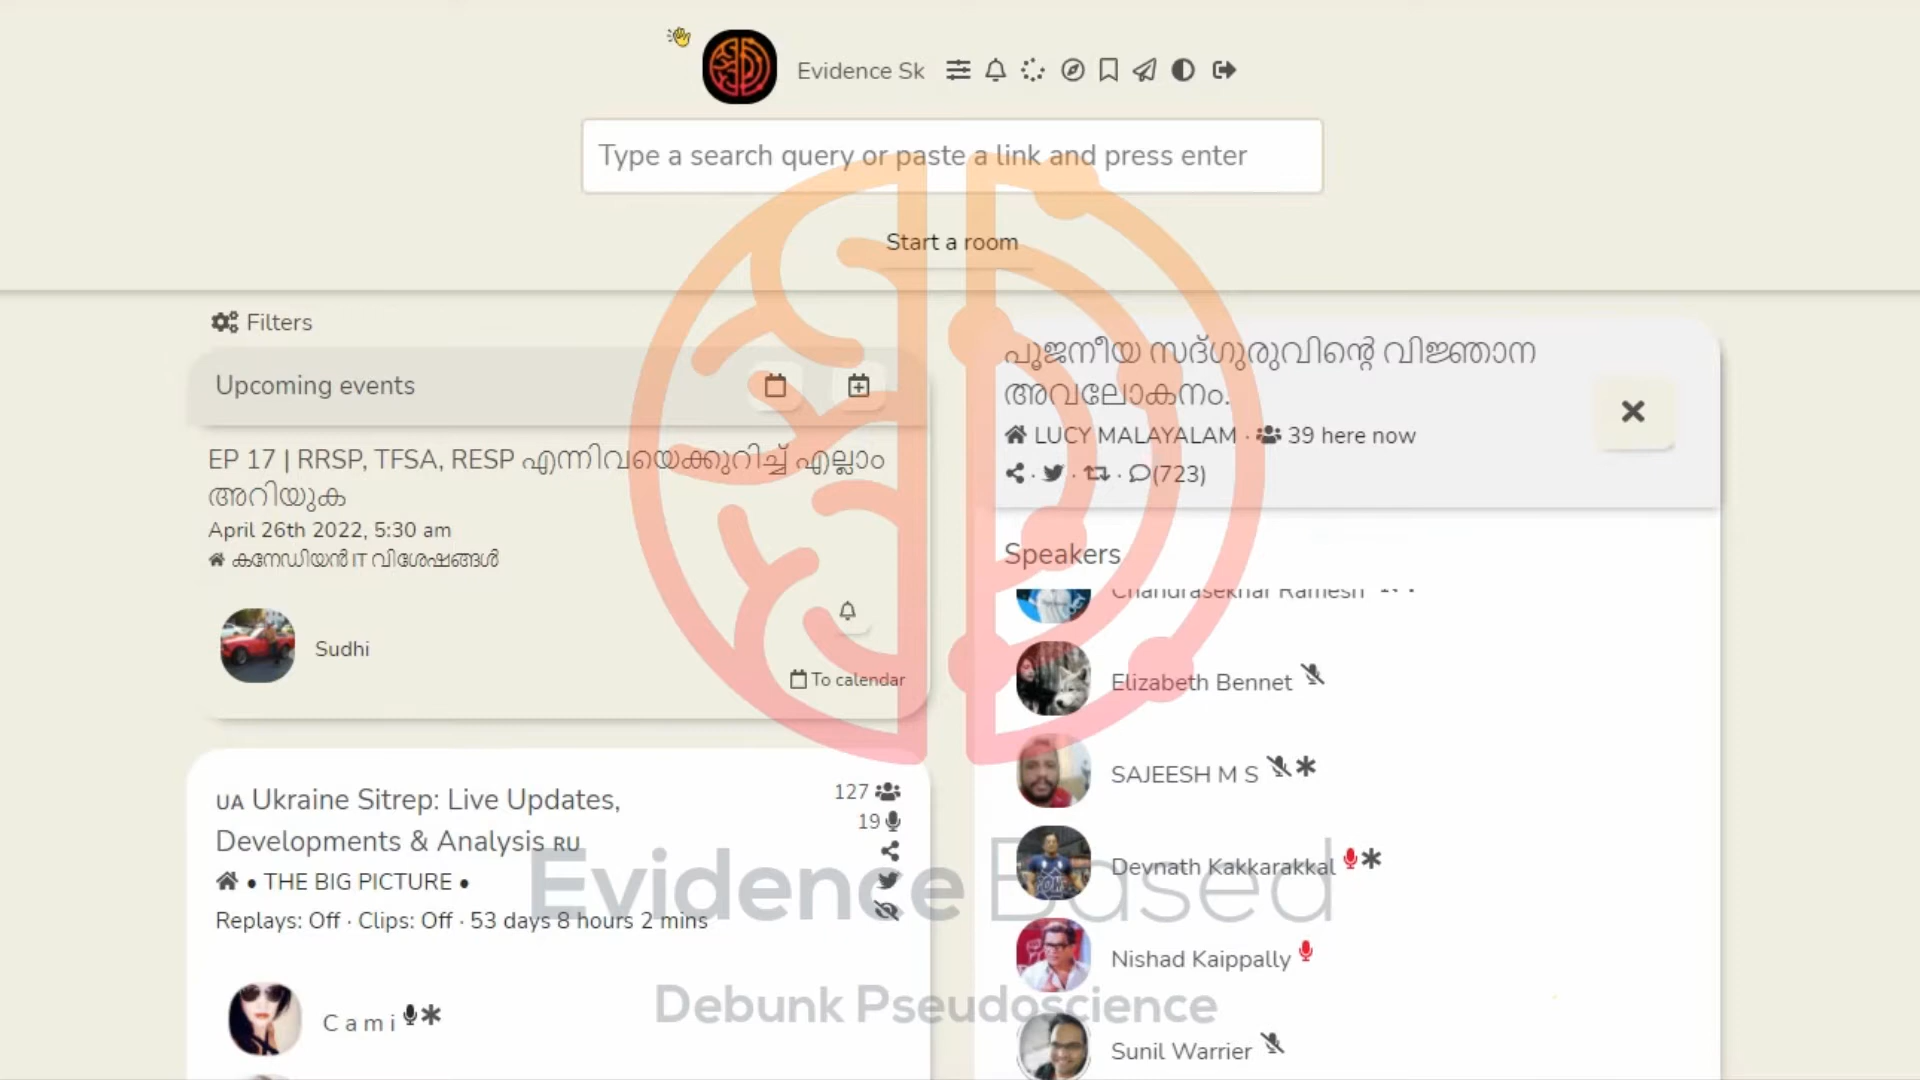 Evidence Sk
Type a search query or paste a link and press enter
Start a room
Filters
Upcoming events
EP 17 | RRSP, TFSA, RESP എന്നിവയെക്കുറിച്ച് എല്ലാം
അറിയുക
April 26th 2022, 5:30 am
കനേഡിയൻ IT വിശേഷങ്ങൾ
Sudhi
To calendar
UA Ukraine Sitrep: Live Updates,
Developments & Analysis RU
• THE BIG PICTURE •
Replays: Off · Clips: Off · 53 days 8 hours 2 mins
127
19
C a m i
പൂജനീയ സദ്ഗുരുവിന്റെ വിജ്ഞാന
അവലോകനം.
LUCY MALAYALAM · 39 here now
(723)
Speakers
Chandrasekhar Ramesh
Elizabeth Bennet
SAJEESH M S
Devnath Kakkarakkal
Nishad Kaippally
Sunil Warrier
Evidence Based
Debunk Pseudoscience